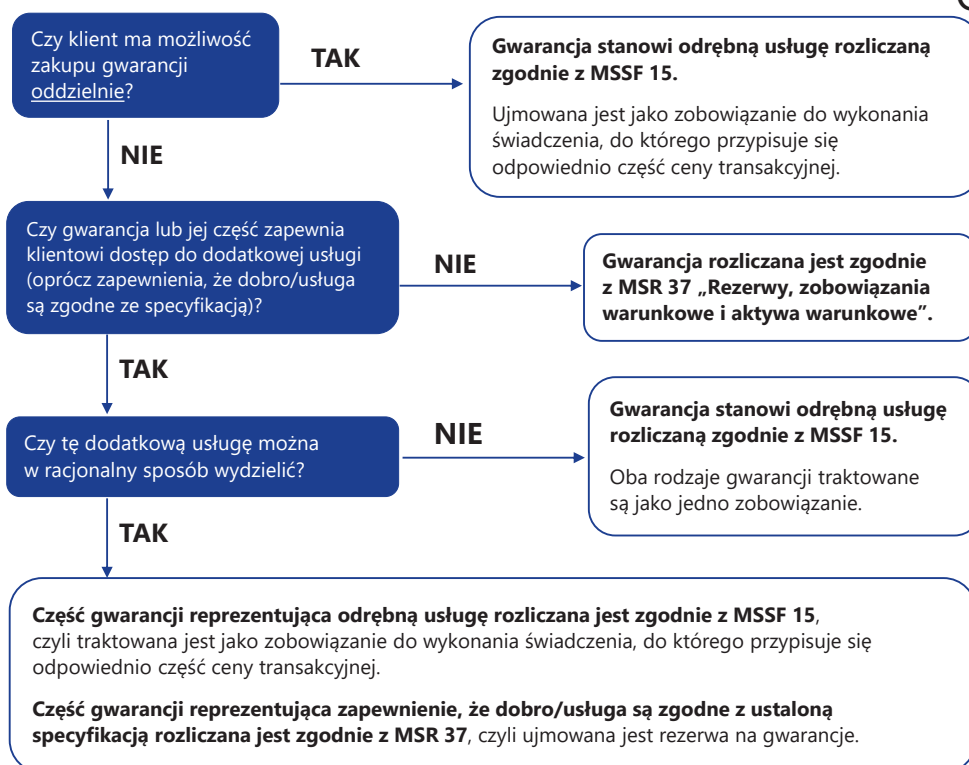 Czy klient ma możliwość
zakupu gwarancji
oddzielnie?
TAK
Gwarancja stanowi odrębną usługę rozliczaną
zgodnie z MSSF 15.
Ujmowana jest jako zobowiązanie do wykonania
świadczenia, do którego przypisuje się
odpowiednio część ceny transakcyjnej.
NIE
Czy gwarancja lub jej część zapewnia
klientowi dostęp do dodatkowej usługi
(oprócz zapewnienia, że dobro/usługa
są zgodne ze specyfikacją)?
NIE
Gwarancja rozliczana jest zgodnie
z MSR 37 „Rezerwy, zobowiązania
warunkowe i aktywa warunkowe”.
TAK
Czy tę dodatkową usługę można
w racjonalny sposób wydzielić?
NIE
Gwarancja stanowi odrębną usługę
rozliczaną zgodnie z MSSF 15.
Oba rodzaje gwarancji traktowane
są jako jedno zobowiązanie.
TAK
Część gwarancji reprezentująca odrębną usługę rozliczana jest zgodnie z MSSF 15,
czyli traktowana jest jako zobowiązanie do wykonania świadczenia, do którego przypisuje się
odpowiednio część ceny transakcyjnej.
Część gwarancji reprezentująca zapewnienie, że dobro/usługa są zgodne z ustaloną
specyfikacją rozliczana jest zgodnie z MSR 37, czyli ujmowana jest rezerwa na gwarancje.